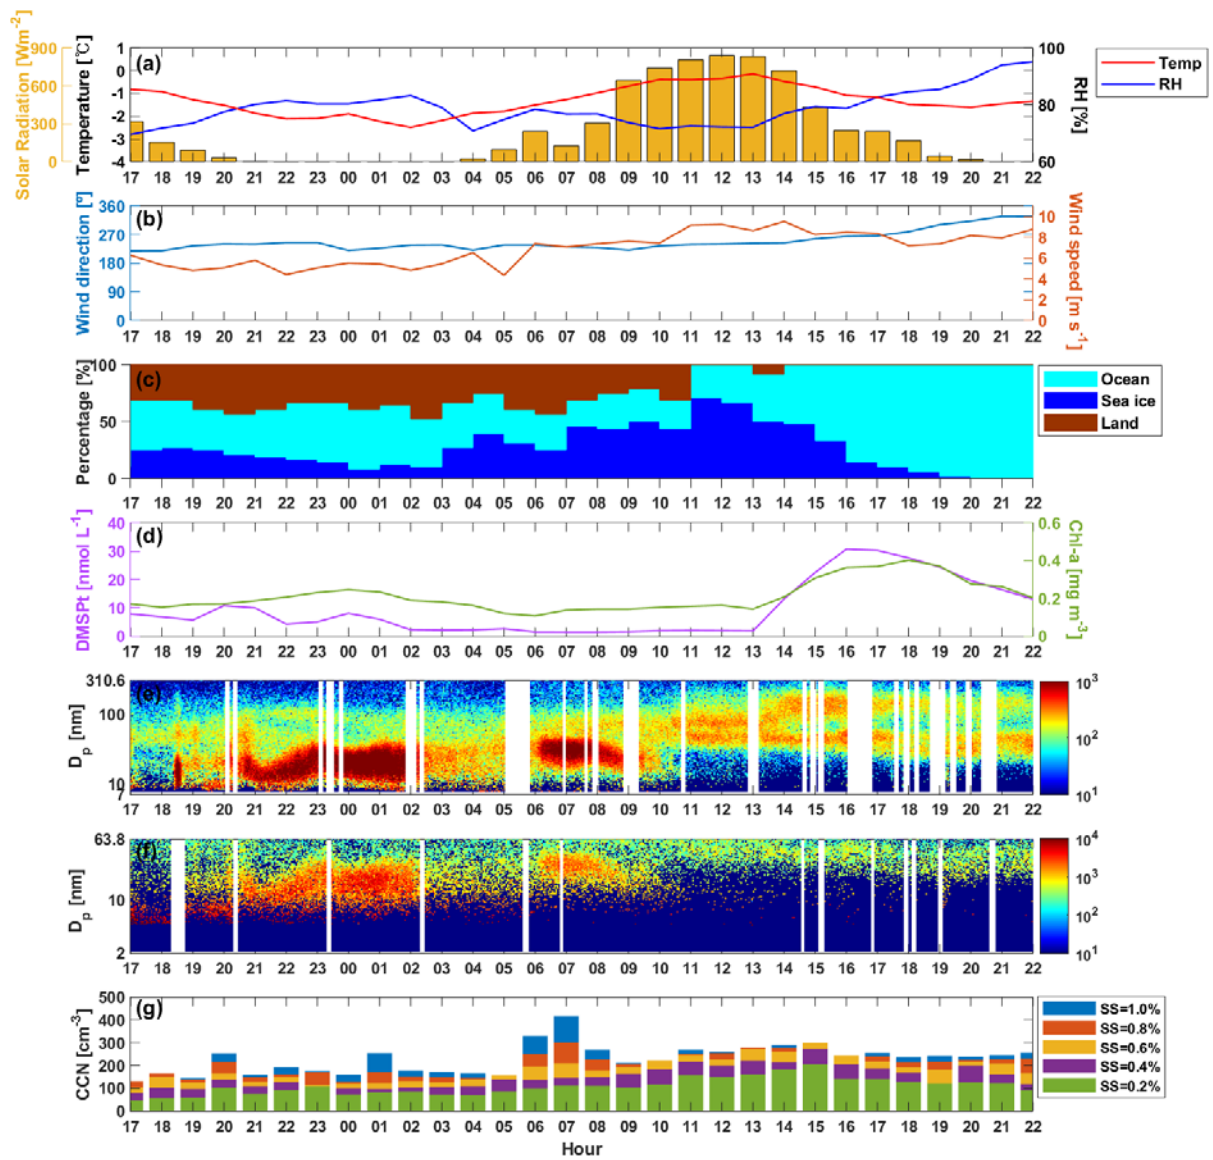 Solar Radiation [Wm-2]
900
600
300
0
Temperature [℃]
1
0
-1
-2
-3
-4
(a)
100
80
60
RH [%]
Temp
RH
17 18 19 20 21 22 23 00 01 02 03 04 05 06 07 08 09 10 11 12 13 14 15 16 17 18 19 20 21 22
Wind direction [º]
360
270
180
90
0
(b)
10
8
6
4
2
0
Wind speed [m s-1]
17 18 19 20 21 22 23 00 01 02 03 04 05 06 07 08 09 10 11 12 13 14 15 16 17 18 19 20 21 22
Percentage [%]
100
50
0
(c)
Ocean
Sea ice
Land
17 18 19 20 21 22 23 00 01 02 03 04 05 06 07 08 09 10 11 12 13 14 15 16 17 18 19 20 21 22
DMSPt [nmol L-1]
40
30
20
10
0
(d)
0.6
0.4
0.2
0
Chl-a [mg m-3]
17 18 19 20 21 22 23 00 01 02 03 04 05 06 07 08 09 10 11 12 13 14 15 16 17 18 19 20 21 22
Dp [nm]
310.6
100
10
7
(e)
103
102
101
17 18 19 20 21 22 23 00 01 02 03 04 05 06 07 08 09 10 11 12 13 14 15 16 17 18 19 20 21 22
Dp [nm]
63.8
10
2
(f)
104
103
102
101
17 18 19 20 21 22 23 00 01 02 03 04 05 06 07 08 09 10 11 12 13 14 15 16 17 18 19 20 21 22
CCN [cm-3]
500
400
300
200
100
0
(g)
SS=1.0%
SS=0.8%
SS=0.6%
SS=0.4%
SS=0.2%
17 18 19 20 21 22 23 00 01 02 03 04 05 06 07 08 09 10 11 12 13 14 15 16 17 18 19 20 21 22
Hour